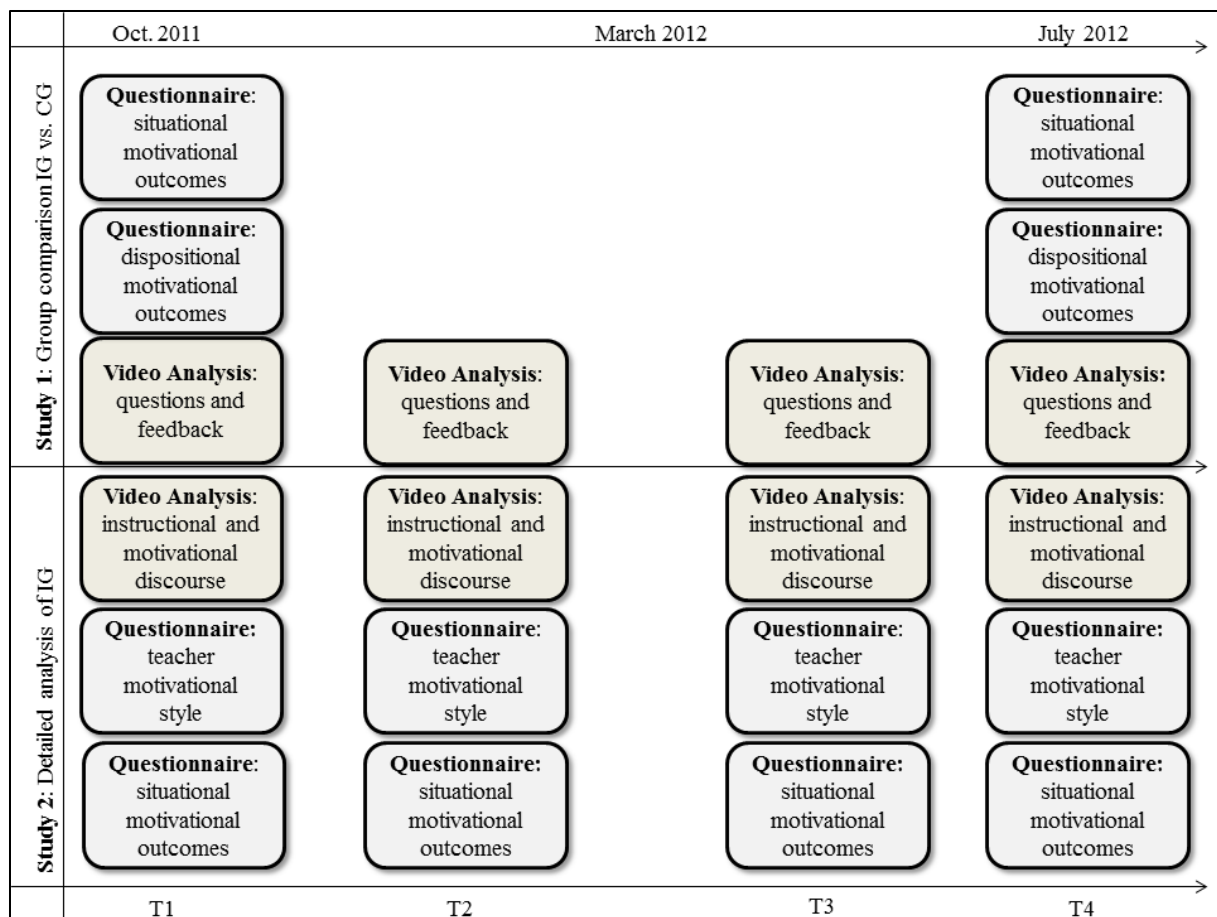 Oct. 2011
March 2012
July 2012
Study 1: Group comparison IG vs. CG
Questionnaire:
situational
motivational
outcomes
Questionnaire:
situational
motivational
outcomes
Questionnaire:
dispositional
motivational
outcomes
Questionnaire:
dispositional
motivational
outcomes
Video Analysis:
questions and
feedback
Video Analysis:
questions and
feedback
Video Analysis:
questions and
feedback
Video Analysis:
questions and
feedback
Study 2: Detailed analysis of IG
Video Analysis:
instructional and
motivational
discourse
Video Analysis:
instructional and
motivational
discourse
Video Analysis:
instructional and
motivational
discourse
Video Analysis:
instructional and
motivational
discourse
Questionnaire:
teacher
motivational
style
Questionnaire:
teacher
motivational
style
Questionnaire:
teacher
motivational
style
Questionnaire:
teacher
motivational
style
Questionnaire:
situational
motivational
outcomes
Questionnaire:
situational
motivational
outcomes
Questionnaire:
situational
motivational
outcomes
Questionnaire:
situational
motivational
outcomes
T1
T2
T3
T4